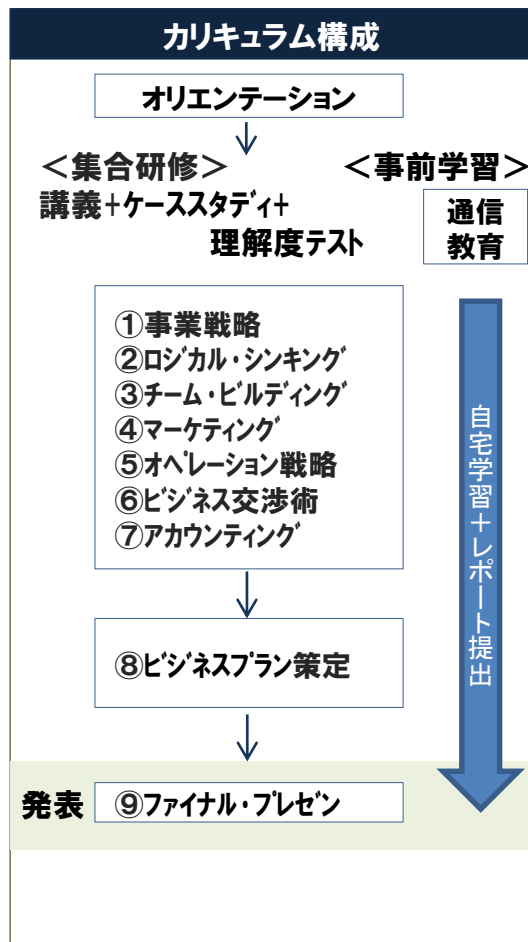 カリキュラム構成
オリエンテーション
＜集合研修＞
講義+ｹｰｽｽﾀﾃﾞｨ+
理解度ﾃｽﾄ
＜事前学習＞
通信
教育
①事業戦略
②ﾛｼﾞｶﾙ・ｼﾝｷﾝｸﾞ
③ﾁｰﾑ・ﾋﾞﾙﾃﾞｨﾝｸﾞ
④ﾏｰｹﾃｨﾝｸﾞ
⑤ｵﾍﾟﾚｰｼｮﾝ戦略
⑥ﾋﾞｼﾞﾈｽ交渉術
⑦ｱｶｳﾝﾃｨﾝｸﾞ
自宅学習＋レポート提出
⑧ﾋﾞｼﾞﾈｽﾌﾟﾗﾝ策定
発表
⑨ﾌｧｲﾅﾙ・ﾌﾟﾚｾﾞﾝ